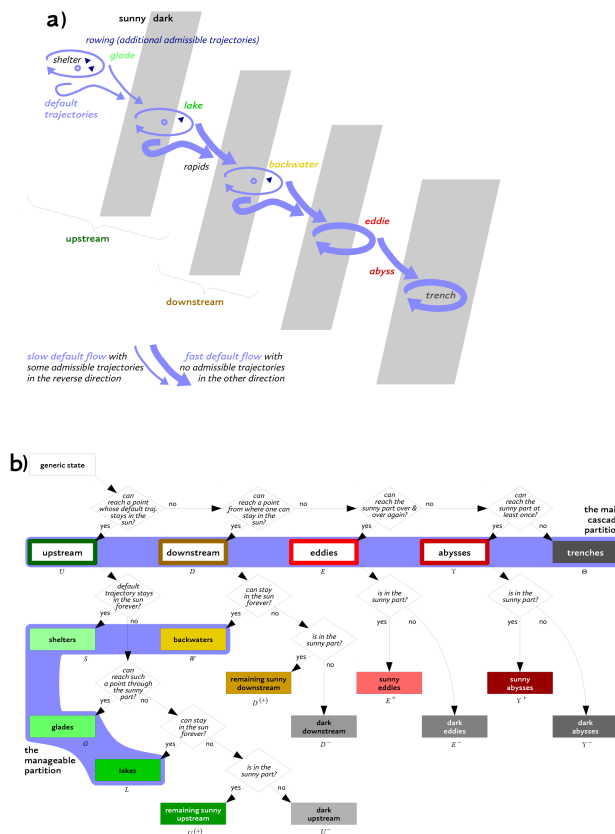 a)
sunny dark
rowing (additional admissible trajectories)
shelter
glade
default
trajectories
lake
rapids
backwater
upstream
eddie
abyss
downstream
trench
slow default flow with
some admissible trajectories
in the reverse direction
fast default flow with
no admissible trajectories
in the other direction
b)
generic state
can
reach a point
whose default traj.
stays in the
sun?
no
can
reach a point
from where one can
stay in the
sun?
no
can
reach the
sunny part over &
over again?
no
can
reach the
sunny part at
least once?
yes
yes
yes
yes
no
the mai
cascad
partition
upstream
downstream
eddies
abysses
trenches
U
D
E
Υ
Θ
default
trajectory stays
in the sun
forever?
can stay
in the sun
forever?
is in the
sunny part?
is in the
sunny part?
yes
no
yes
no
yes
no
yes
no
shelters
backwaters
is in the
sunny part?
S
W
yes
no
can
reach such
a point through
the sunny
part?
remaining sunny
downstream
sunny
eddies
sunny
abysses
D(+)
E+
Υ+
yes
no
glades
can stay
in the sun
forever?
dark
downstream
dark
eddies
dark
abysses
G
D−
E−
Υ−
the
manageable
partition
yes
no
lakes
is in the
sunny part?
L
yes
no
remaining sunny
upstream
dark
upstream
U(+)
U−